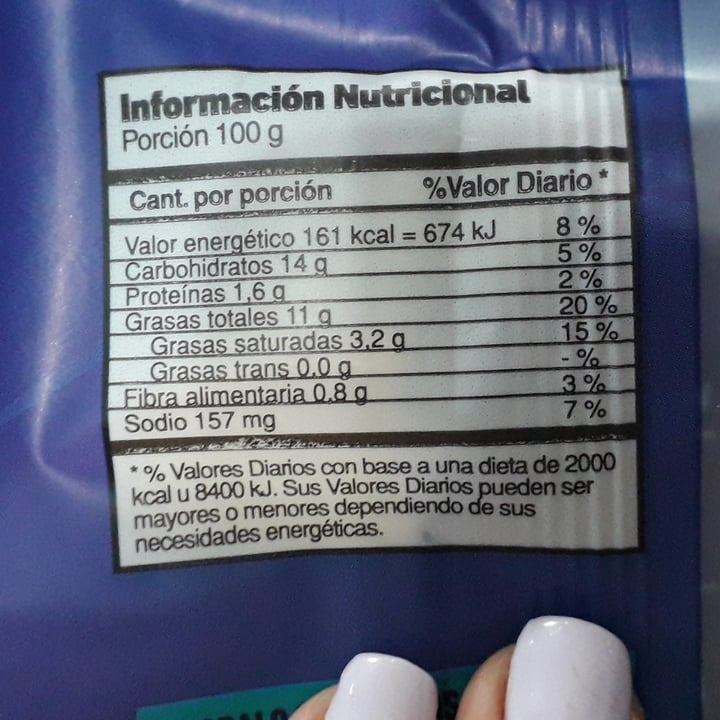 Información Nutricional
Porción 100 g
Cant. por porción %Valor Diario *
Valor energético 161 kcal = 674 kJ 8 %
Carbohidratos 14 g 5 %
Proteínas 1,6 g 2 %
Grasas totales 11 g 20 %
Grasas saturadas 3,2 g 15 %
Grasas trans 0,0 g - %
Fibra alimentaria 0,8 g 3 %
Sodio 157 mg 7 %
* % Valores Diarios con base a una dieta de 2000
kcal u 8400 kJ. Sus Valores Diarios pueden ser
mayores o menores dependiendo de sus
necesidades energéticas.